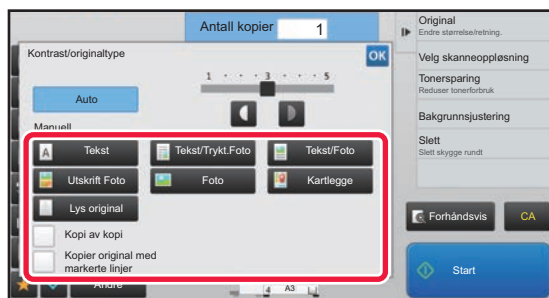 Antall kopier 1
Kontrast/originaltype
OK
1 3 5
Auto
Manuell
A Tekst
Tekst/Trykt.Foto
Tekst/Foto
Utskrift Foto
Foto
Kartlegge
Lys original
Kopi av kopi
Kopier original med
markerte linjer
Andre
4 A3
Original
Endre størrelse/retning.
Velg skanneoppløsning
Tonersparing
Reduser tonerforbruk
Bakgrunnsjustering
Slett
Slett skygge rundt
Forhåndsvis
CA
Start